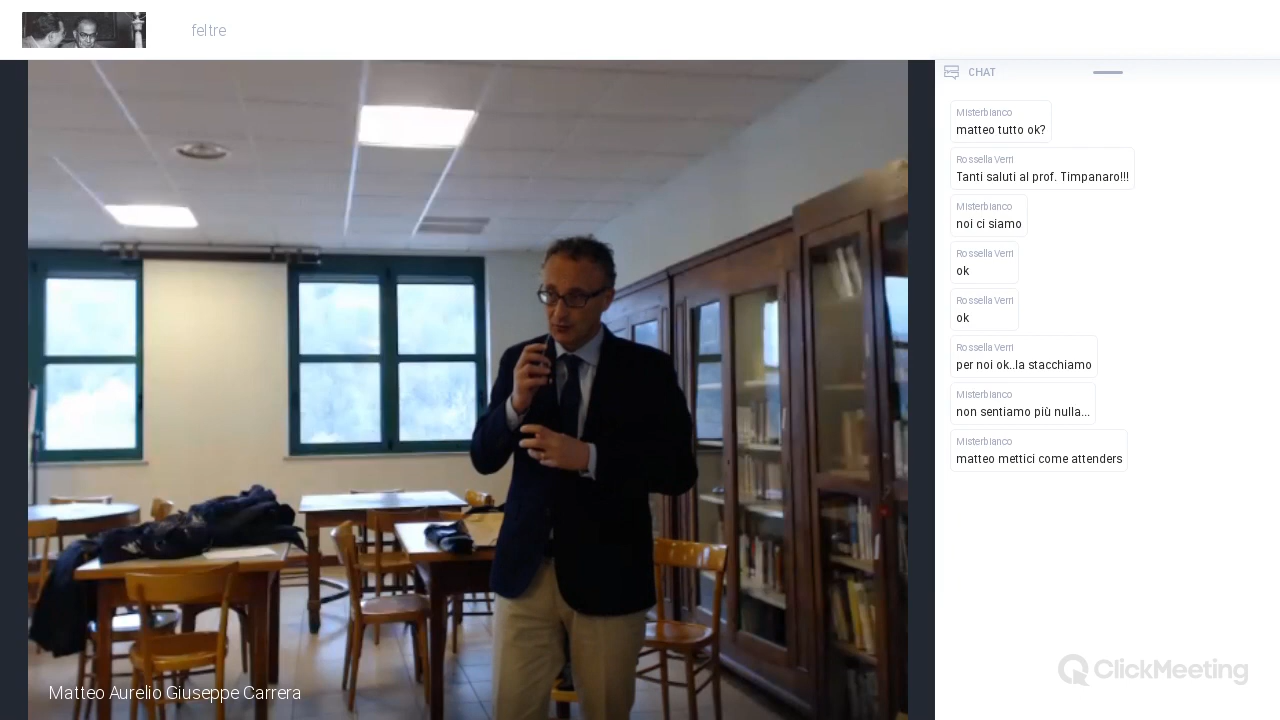 feltre
CHAT
Misterbianco
matteo tutto ok?
Rossella Verri
Tanti saluti al prof. Timpanaro!!!
Misterbianco
noi ci siamo
Rossella Verri
ok
Rossella Verri
ok
Rossella Verri
per noi ok..la stacchiamo
Misterbianco
non sentiamo più nulla...
Misterbianco
matteo mettici come attenders
Matteo Aurelio Giuseppe Carrera
ClickMeeting